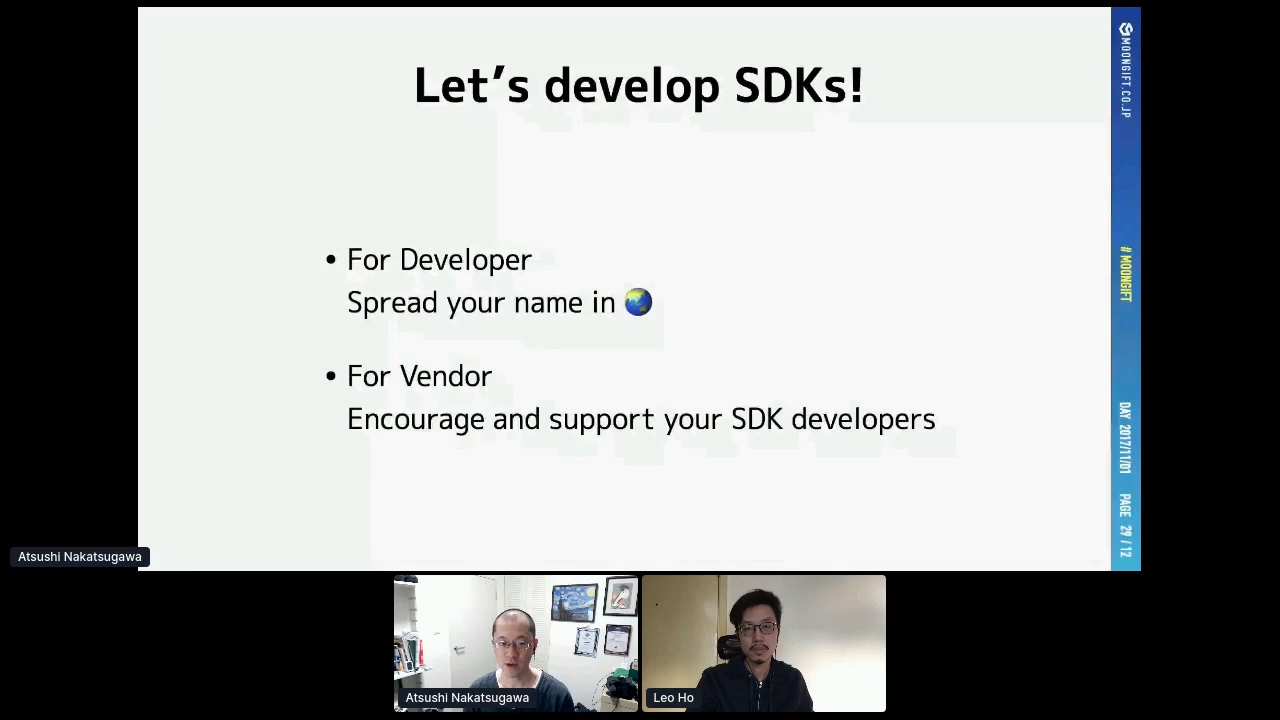 Let’s develop SDKs!
• For Developer
Spread your name in 🌏
• For Vendor
Encourage and support your SDK developers
MOONGIFT.CO.JP
# MOONGIFT
DAY 2017/11/01 PAGE 29 / 12
Atsushi Nakatsugawa
Atsushi Nakatsugawa
Leo Ho